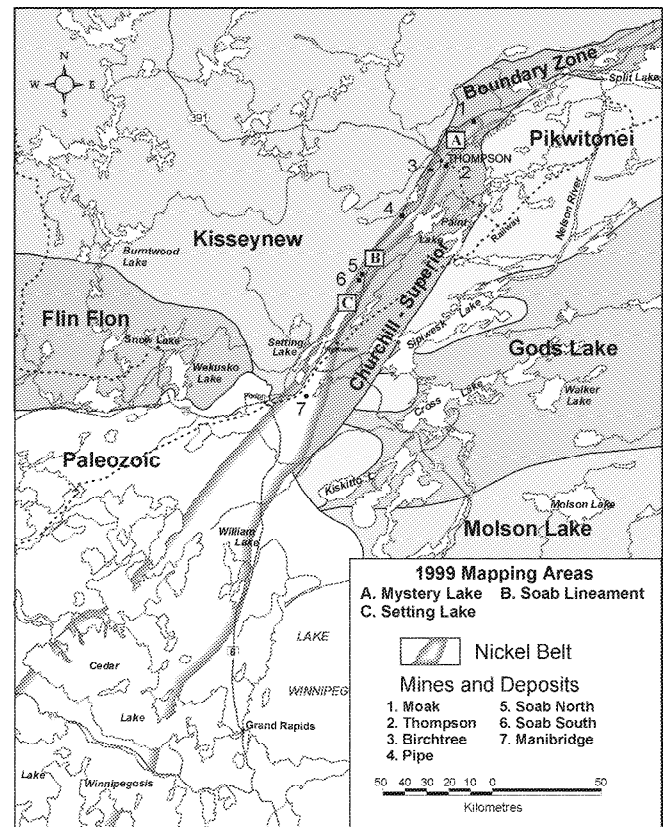 N
W E
S
391
Boundary Zone
Split Lake
River
1
A
Pikwitonei
THOMPSON
3
2
4
Paint
Lake
Railway
Nelson River
Kisseynew
Burntwood
Lake
B
5
6
C
Churchill - Superior
Sipiwesk Lake
Flin Flon
Snow Lake
Setting
Lake
Wekusko
Lake
Gods Lake
Walker
Lake
Cross Lake
7
Paleozoic
Kiskitto L.
Molson Lake
Molson Lake
William
Lake
6
LAKE
WINNIPEG
Cedar
Lake
Grand Rapids
Lake
Winnipegosis
1999 Mapping Areas
A. Mystery Lake B. Soab Lineament
C. Setting Lake
Nickel Belt
Mines and Deposits
1. Moak 5. Soab North
2. Thompson 6. Soab South
3. Birchtree 7. Manibridge
4. Pipe
50 40 30 20 10 0 50
Kilometres